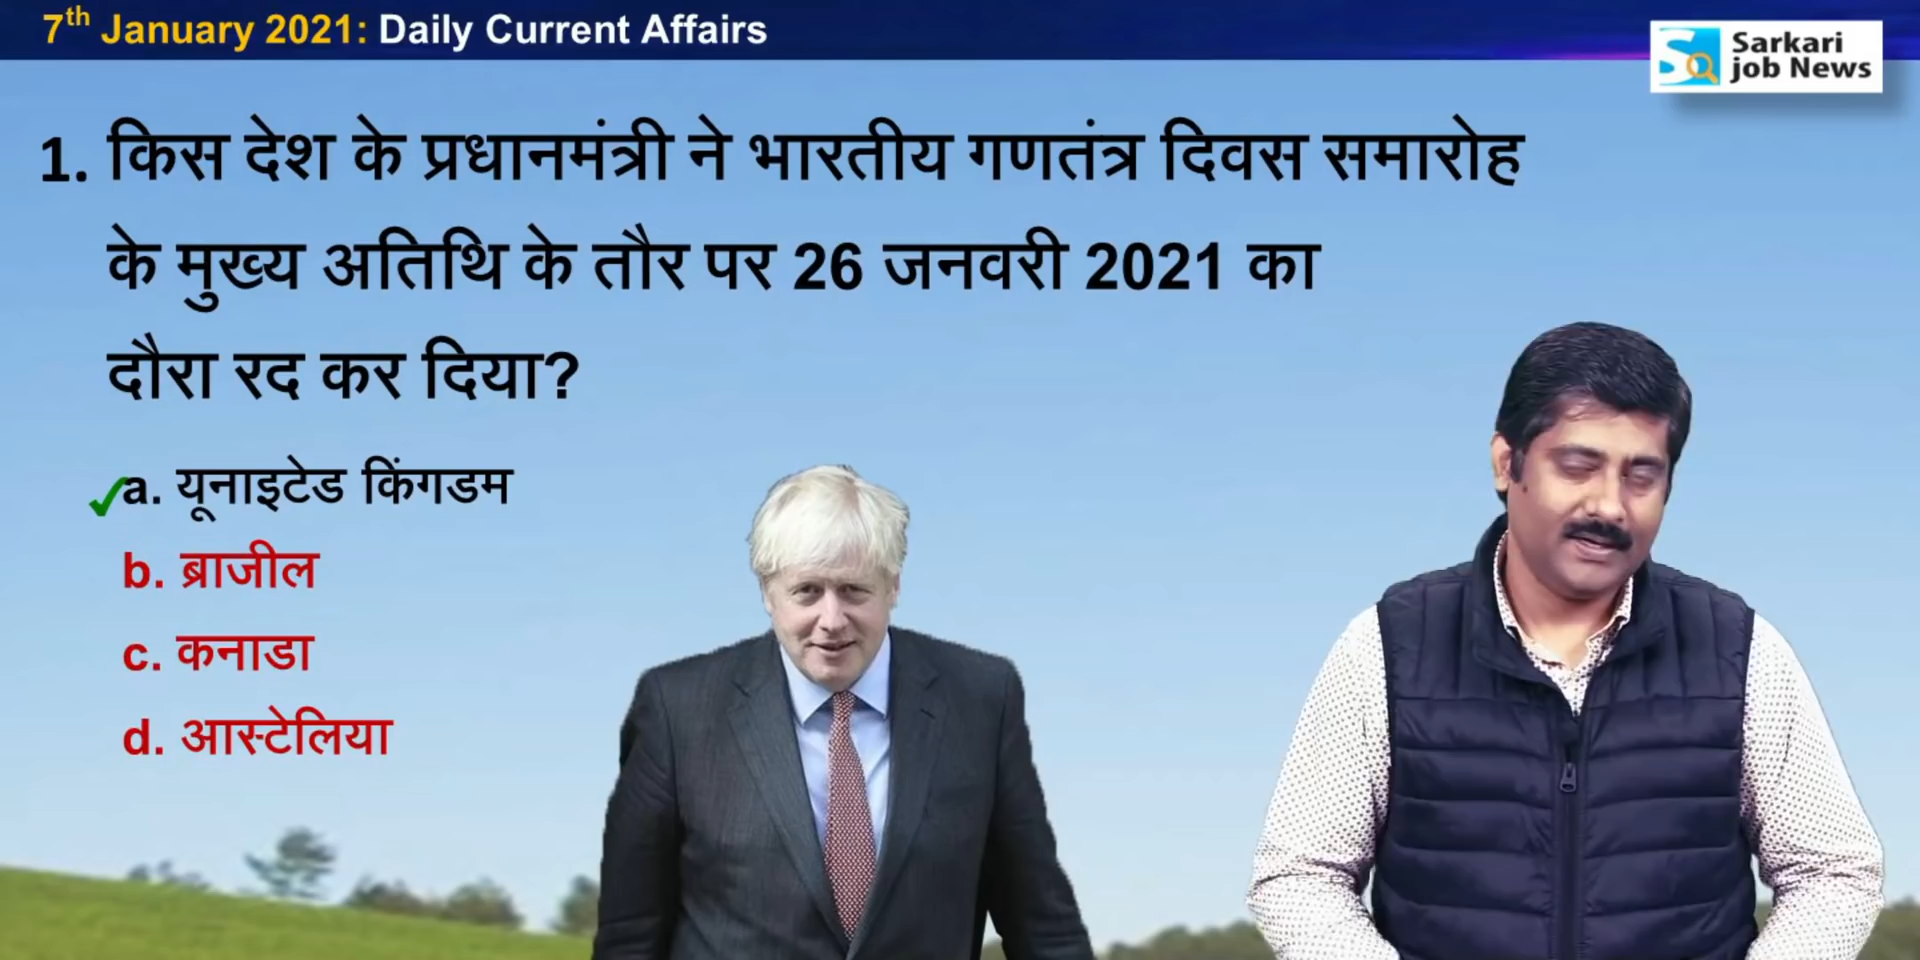 7th January 2021: Daily Current Affairs
Sarkari
job News
1. किस देश के प्रधानमंत्री ने भारतीय गणतंत्र दिवस समारोह
के मुख्य अतिथि के तौर पर 26 जनवरी 2021 का
दौरा रद कर दिया?
a. यूनाइटेड किंगडम
b. ब्राजील
c. कनाडा
d. आस्टेलिया